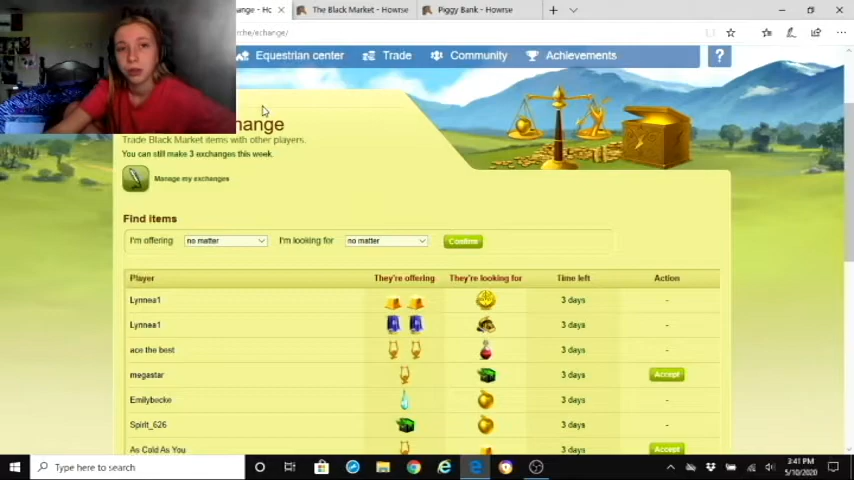 The Black Market - Howrse
Piggy Bank - Howrse
Equestrian center
Trade
Community
Achievements
?
hange
Trade Black Market items with other players.
You can still make 3 exchanges this week.
Manage my exchanges
Find items
I'm offering
no matter
I'm looking for
no matter
Confirm
Player
They're offering
They're looking for
Time left
Action
Lynnea1
3 days
-
Lynnea1
3 days
-
ace the best
3 days
-
megastar
3 days
Accept
Emilybecke
3 days
-
Spirit_626
3 days
-
As Cold As You
3 days
Accept
Type here to search
3:41 PM
5/10/2020